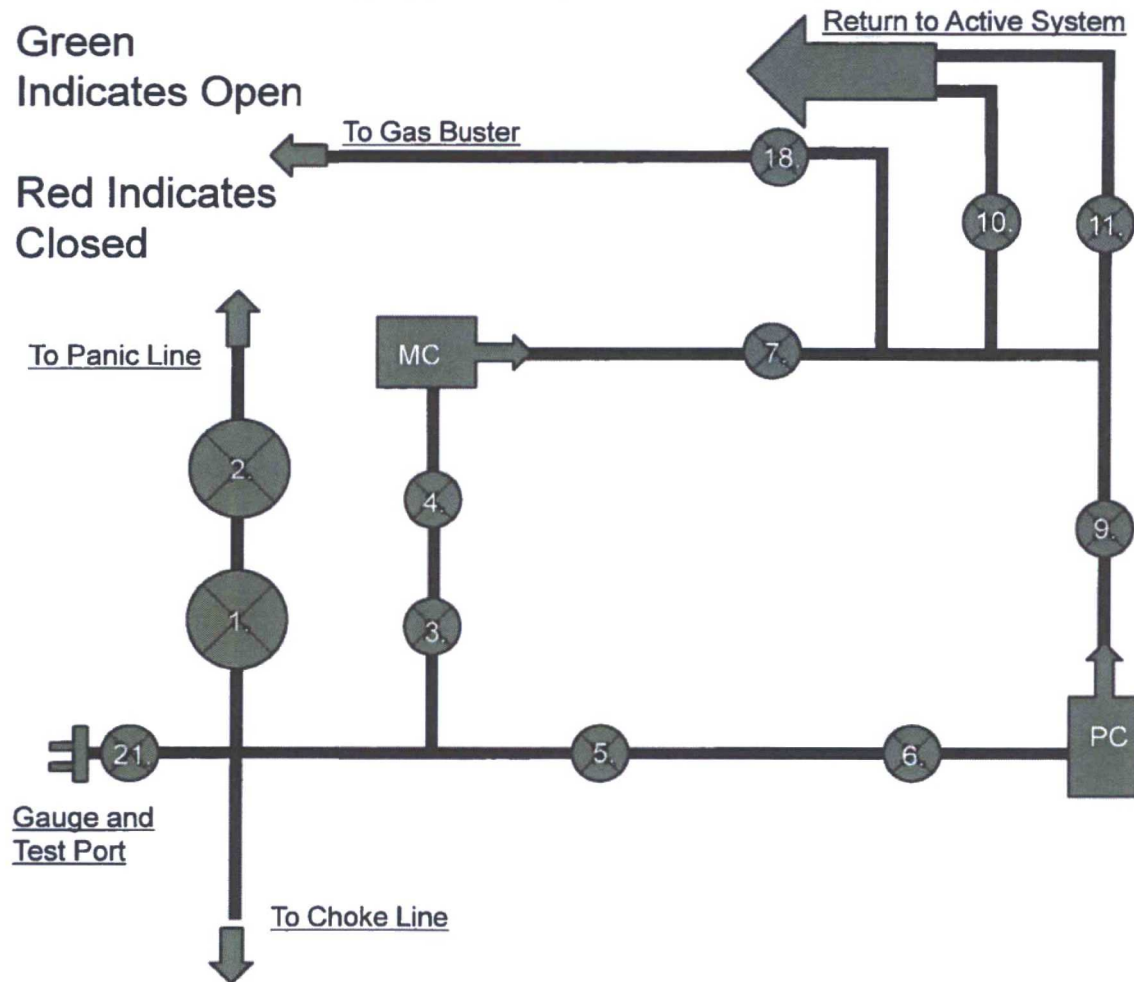 Green
Indicates Open
Return to Active System
To Gas Buster
18.
Red Indicates
Closed
10.
11.
To Panic Line
MC
7.
2.
4.
9.
1.
3.
21.
5.
6.
PC
Gauge and
Test Port
To Choke Line